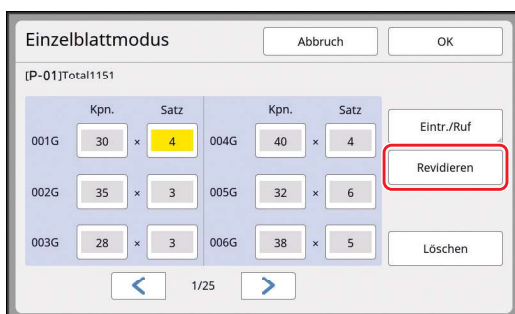 Einzelblattmodus Abbruch OK
[P-01]Total1151
Kpn. Satz Kpn. Satz
001G 30 × 4 004G 40 × 4 Eintr./Ruf
Revidieren
002G 35 × 3 005G 32 × 6
003G 28 × 3 006G 38 × 5 Löschen
< 1/25 >